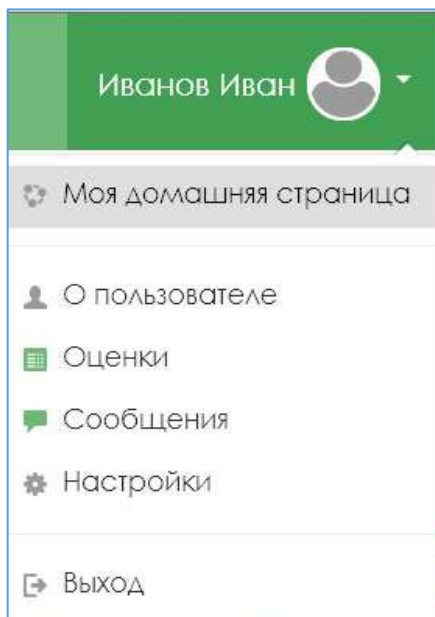 Иванов Иван
Моя домашняя страница
О пользователе
Оценки
Сообщения
Настройки
Выход